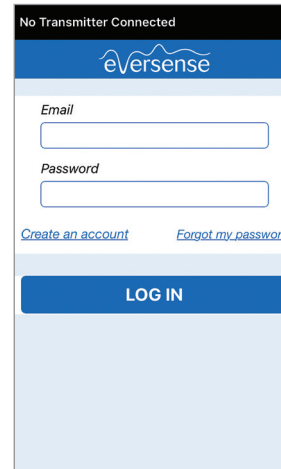 No Transmitter Connected
eversense
Email
Password
Create an account Forgot my passwor
LOG IN